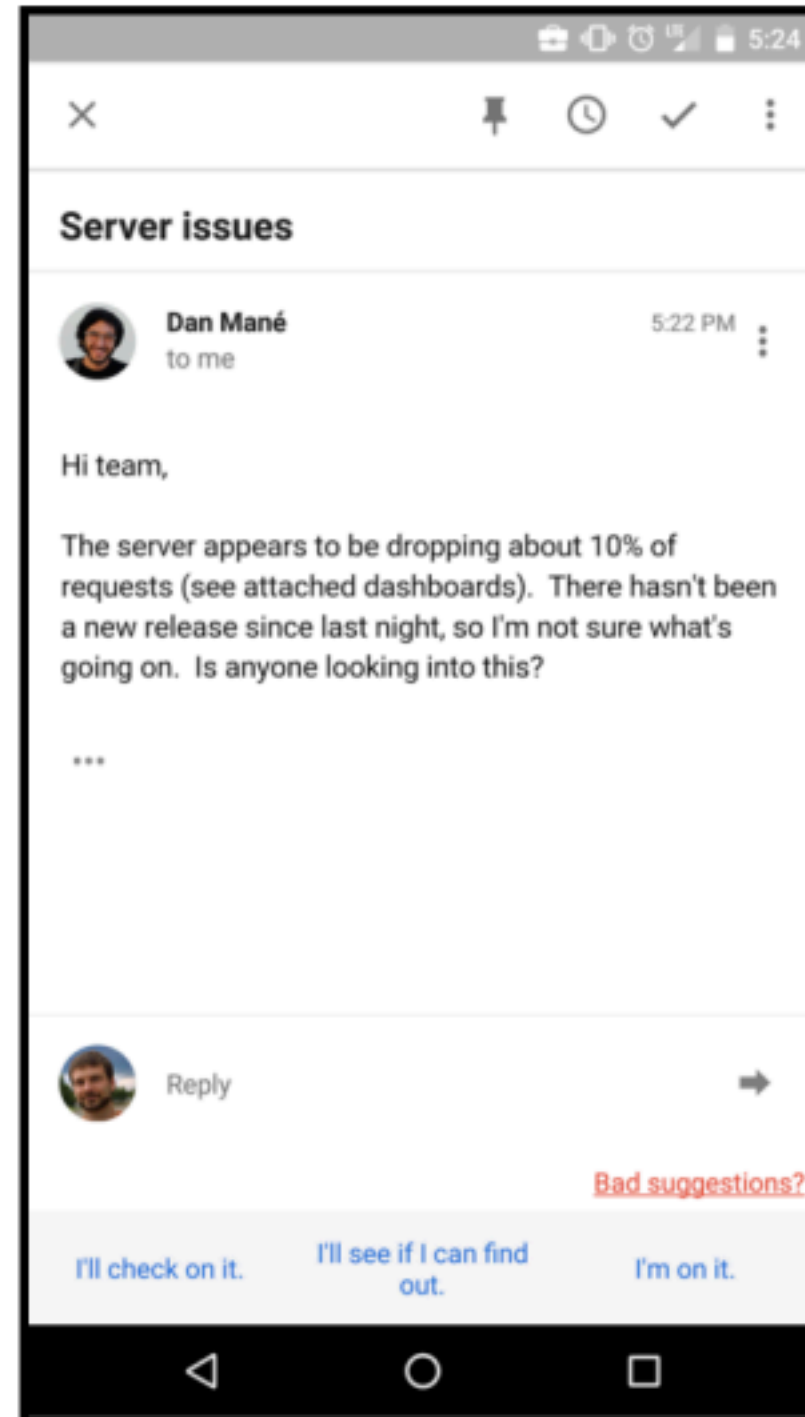 LTE 5:24
Server issues
Dan Mané 5:22 PM
to me
Hi team,
The server appears to be dropping about 10% of
requests (see attached dashboards).  There hasn't been
a new release since last night, so I'm not sure what's
going on.  Is anyone looking into this?
Reply
Bad suggestions?
I'll check on it.
I'll see if I can find
out.
I'm on it.